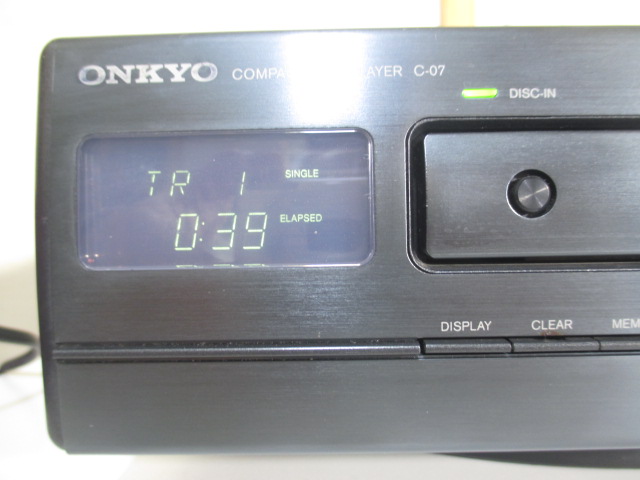 ONKYO COMPA AYER C-07
DISC-IN
TR 1 SINGLE
0:39 ELAPSED
DISPLAY CLEAR MEM